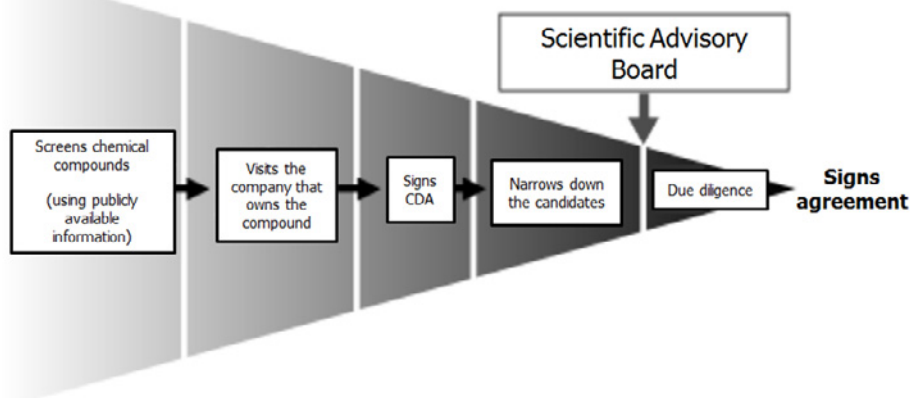 Scientific Advisory
Board
Screens chemical
compounds
(using publicly
available
information)
Visits the
company that
owns the
compound
Signs
CDA
Narrows down
the candidates
Due diligence
Signs
agreement